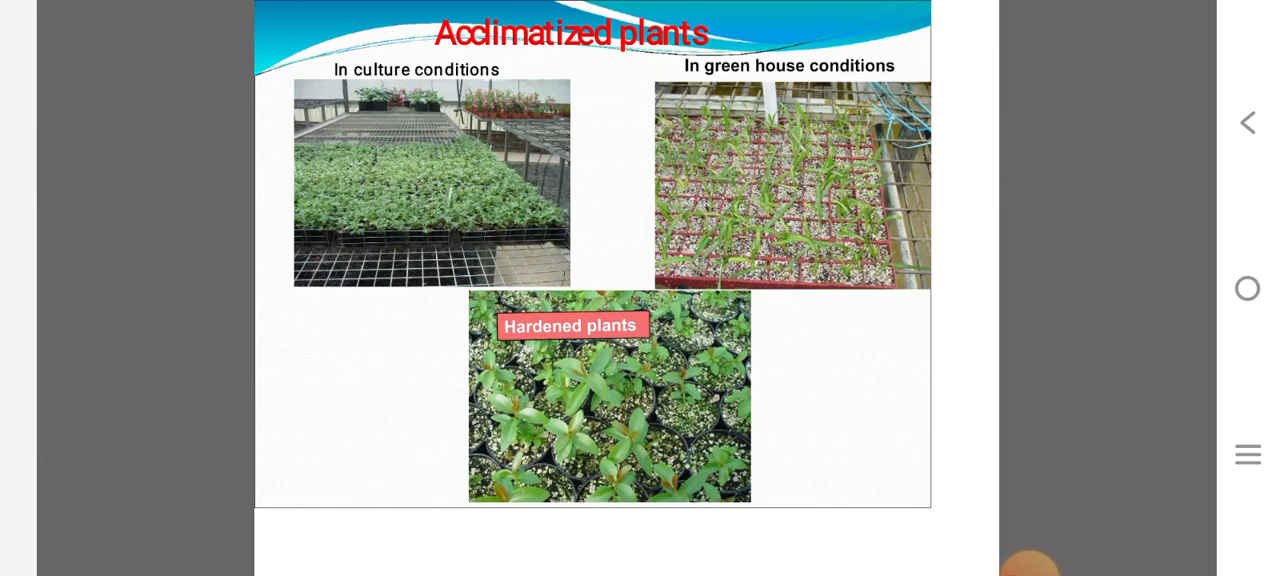 Acclimatized plants
In culture conditions
In green house conditions
Hardened plants